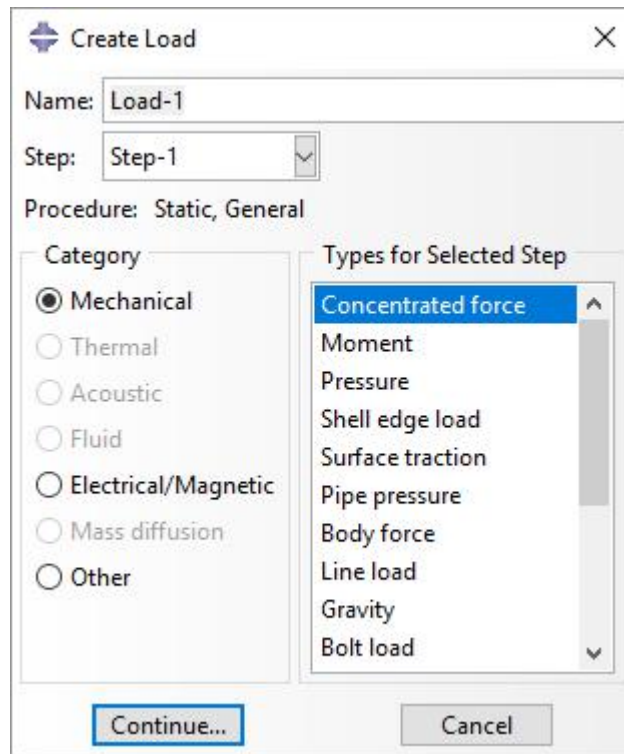 Create Load
Name: Load-1
Step: Step-1
Procedure: Static, General
Category
Mechanical
Thermal
Acoustic
Fluid
Electrical/Magnetic
Mass diffusion
Other
Types for Selected Step
Concentrated force
Moment
Pressure
Shell edge load
Surface traction
Pipe pressure
Body force
Line load
Gravity
Bolt load
Continue...
Cancel